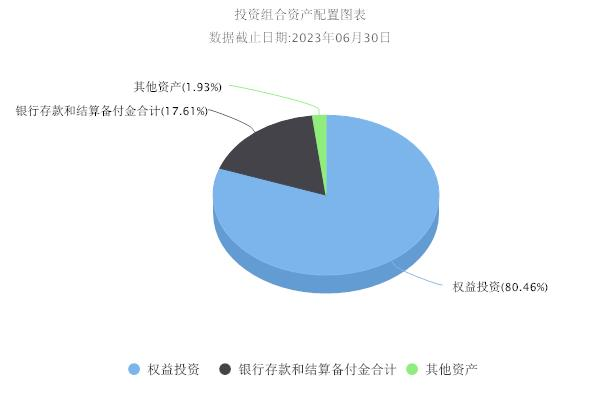 投资组合资产配置图表
数据截止日期:2023年06月30日
其他资产(1.93%)
银行存款和结算备付金合计(17.61%)
权益投资(80.46%)
权益投资 银行存款和结算备付金合计 其他资产